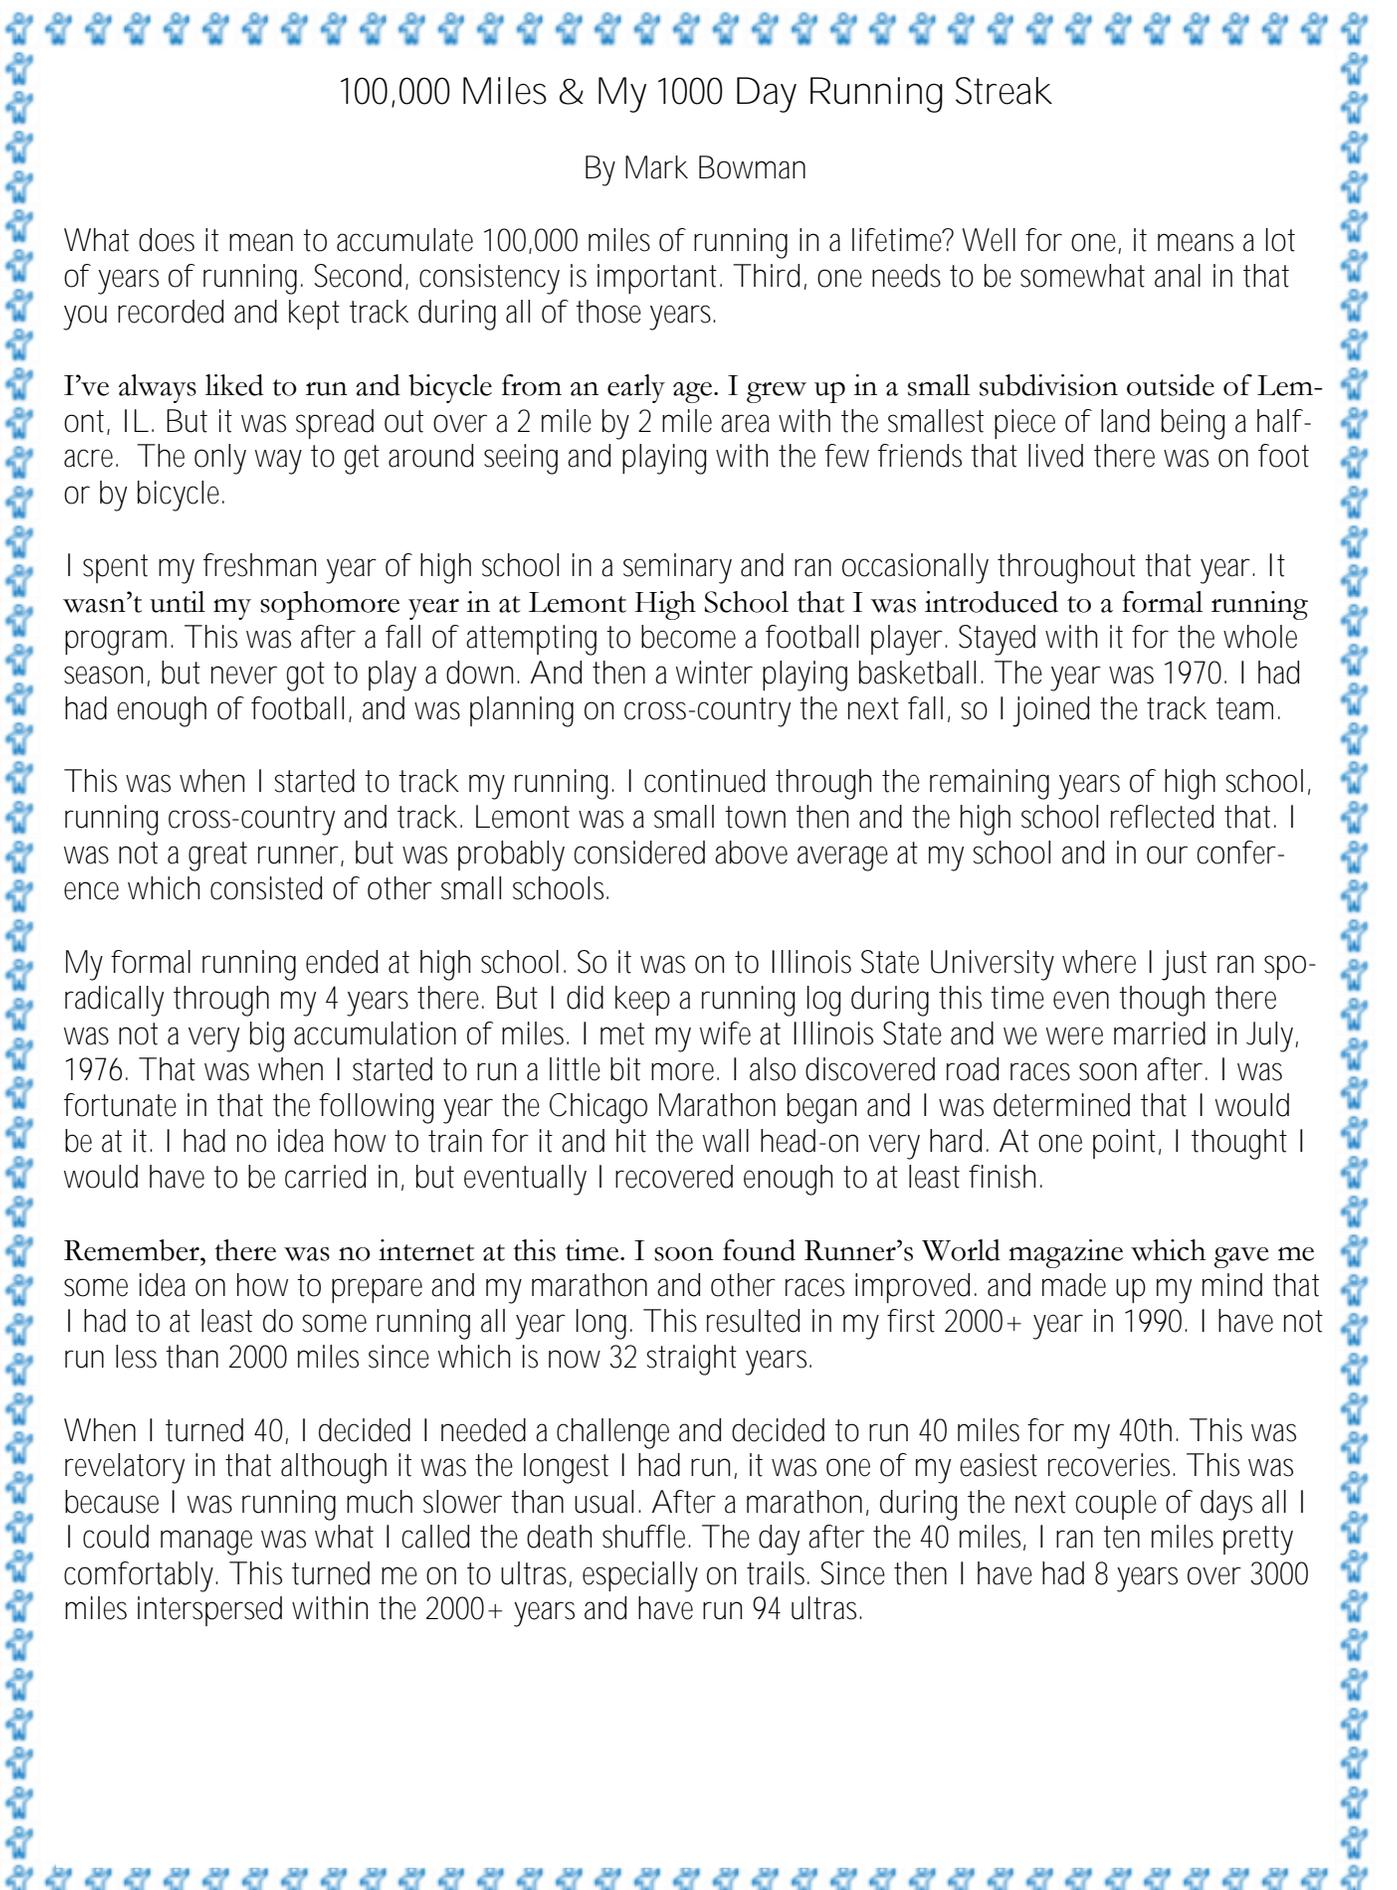 100,000 Miles & My 1000 Day Running Streak
By Mark Bowman
What does it mean to accumulate 100,000 miles of running in a lifetime? Well for one, it means a lot
of years of running. Second, consistency is important. Third, one needs to be somewhat anal in that
you recorded and kept track during all of those years.
I’ve always liked to run and bicycle from an early age. I grew up in a small subdivision outside of Lem-
ont, IL. But it was spread out over a 2 mile by 2 mile area with the smallest piece of land being a half-
acre.  The only way to get around seeing and playing with the few friends that lived there was on foot
or by bicycle.
I spent my freshman year of high school in a seminary and ran occasionally throughout that year. It
wasn’t until my sophomore year in at Lemont High School that I was introduced to a formal running
program. This was after a fall of attempting to become a football player. Stayed with it for the whole
season, but never got to play a down. And then a winter playing basketball. The year was 1970. I had
had enough of football, and was planning on cross-country the next fall, so I joined the track team.
This was when I started to track my running. I continued through the remaining years of high school,
running cross-country and track. Lemont was a small town then and the high school reflected that. I
was not a great runner, but was probably considered above average at my school and in our confer-
ence which consisted of other small schools.
My formal running ended at high school. So it was on to Illinois State University where I just ran spo-
radically through my 4 years there. But I did keep a running log during this time even though there
was not a very big accumulation of miles. I met my wife at Illinois State and we were married in July,
1976. That was when I started to run a little bit more. I also discovered road races soon after. I was
fortunate in that the following year the Chicago Marathon began and I was determined that I would
be at it. I had no idea how to train for it and hit the wall head-on very hard. At one point, I thought I
would have to be carried in, but eventually I recovered enough to at least finish.
Remember, there was no internet at this time. I soon found Runner’s World magazine which gave me
some idea on how to prepare and my marathon and other races improved. and made up my mind that
I had to at least do some running all year long. This resulted in my first 2000+ year in 1990. I have not
run less than 2000 miles since which is now 32 straight years.
When I turned 40, I decided I needed a challenge and decided to run 40 miles for my 40th. This was
revelatory in that although it was the longest I had run, it was one of my easiest recoveries. This was
because I was running much slower than usual. After a marathon, during the next couple of days all I
I could manage was what I called the death shuffle. The day after the 40 miles, I ran ten miles pretty
comfortably. This turned me on to ultras, especially on trails. Since then I have had 8 years over 3000
miles interspersed within the 2000+ years and have run 94 ultras.